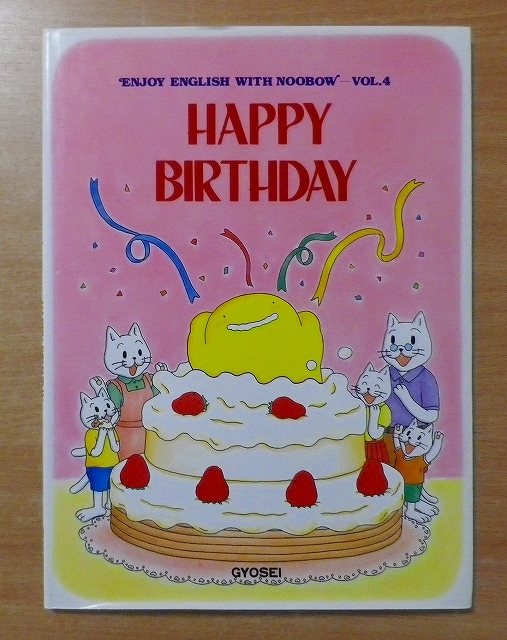 ENJOY ENGLISH WITH NOOBOW—VOL.4
HAPPY
BIRTHDAY
GYOSEI